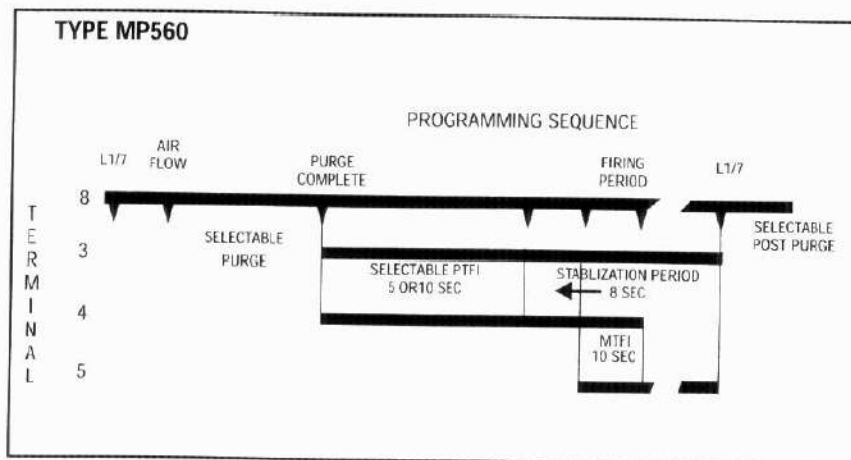 TYPE MP560
PROGRAMMING SEQUENCE
L1/7
AIR
FLOW
PURGE
COMPLETE
FIRING
PERIOD
L1/7
8
SELECTABLE
PURGE
SELECTABLE
POST PURGE
3
SELECTABLE PTFI
5 OR10 SEC
STABLIZATION PERIOD
8 SEC
4
MTFI
10 SEC
5
TERMINAL